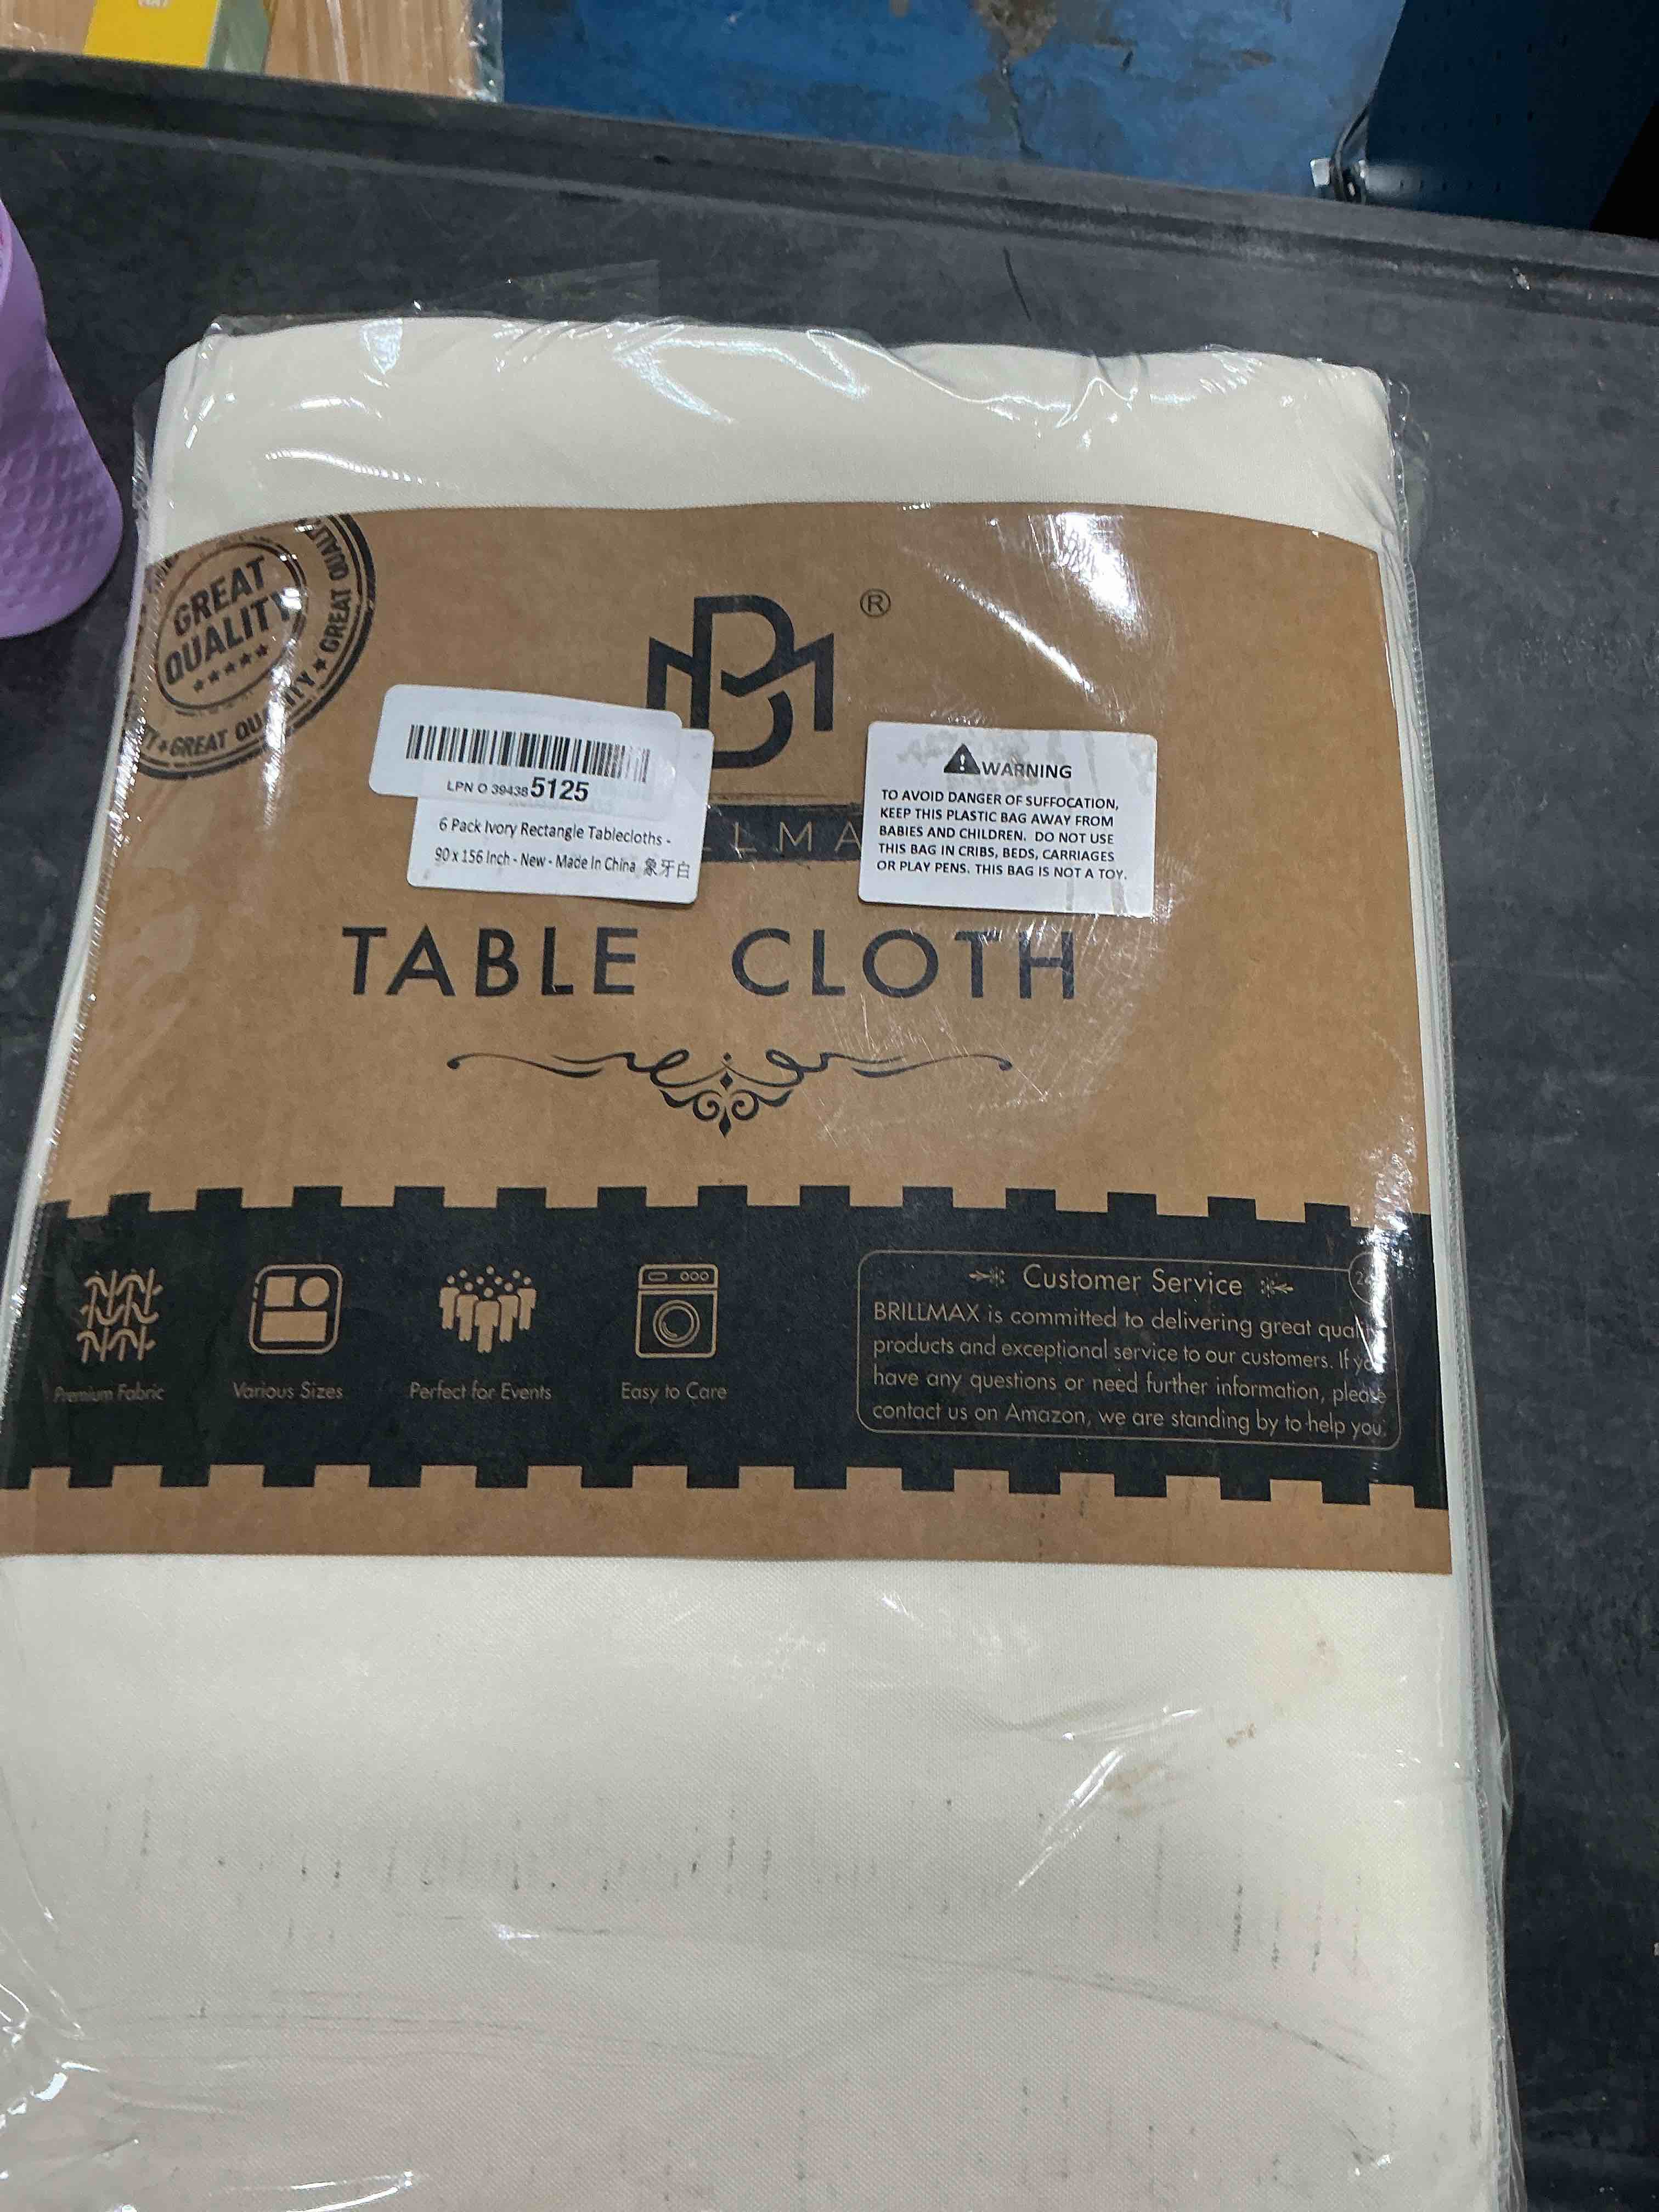 GREAT
QUALITY
GREAT QUALITY
GREAT
®
BM
LPN O 394385125
6 Pack Ivory Rectangle Tablecloths -
90 x 156 Inch - New - Made In China 象牙白
LLMA
WARNING
TO AVOID DANGER OF SUFFOCATION,
KEEP THIS PLASTIC BAG AWAY FROM
BABIES AND CHILDREN. DO NOT USE
THIS BAG IN CRIBS, BEDS, CARRIAGES
OR PLAY PENS. THIS BAG IS NOT A TOY.
TABLE CLOTH
Premium Fabric
Various Sizes
Perfect for Events
Easy to Care
Customer Service
BRILLMAX is committed to delivering great quality
products and exceptional service to our customers. If you
have any questions or need further information, please
contact us on Amazon, we are standing by to help you.